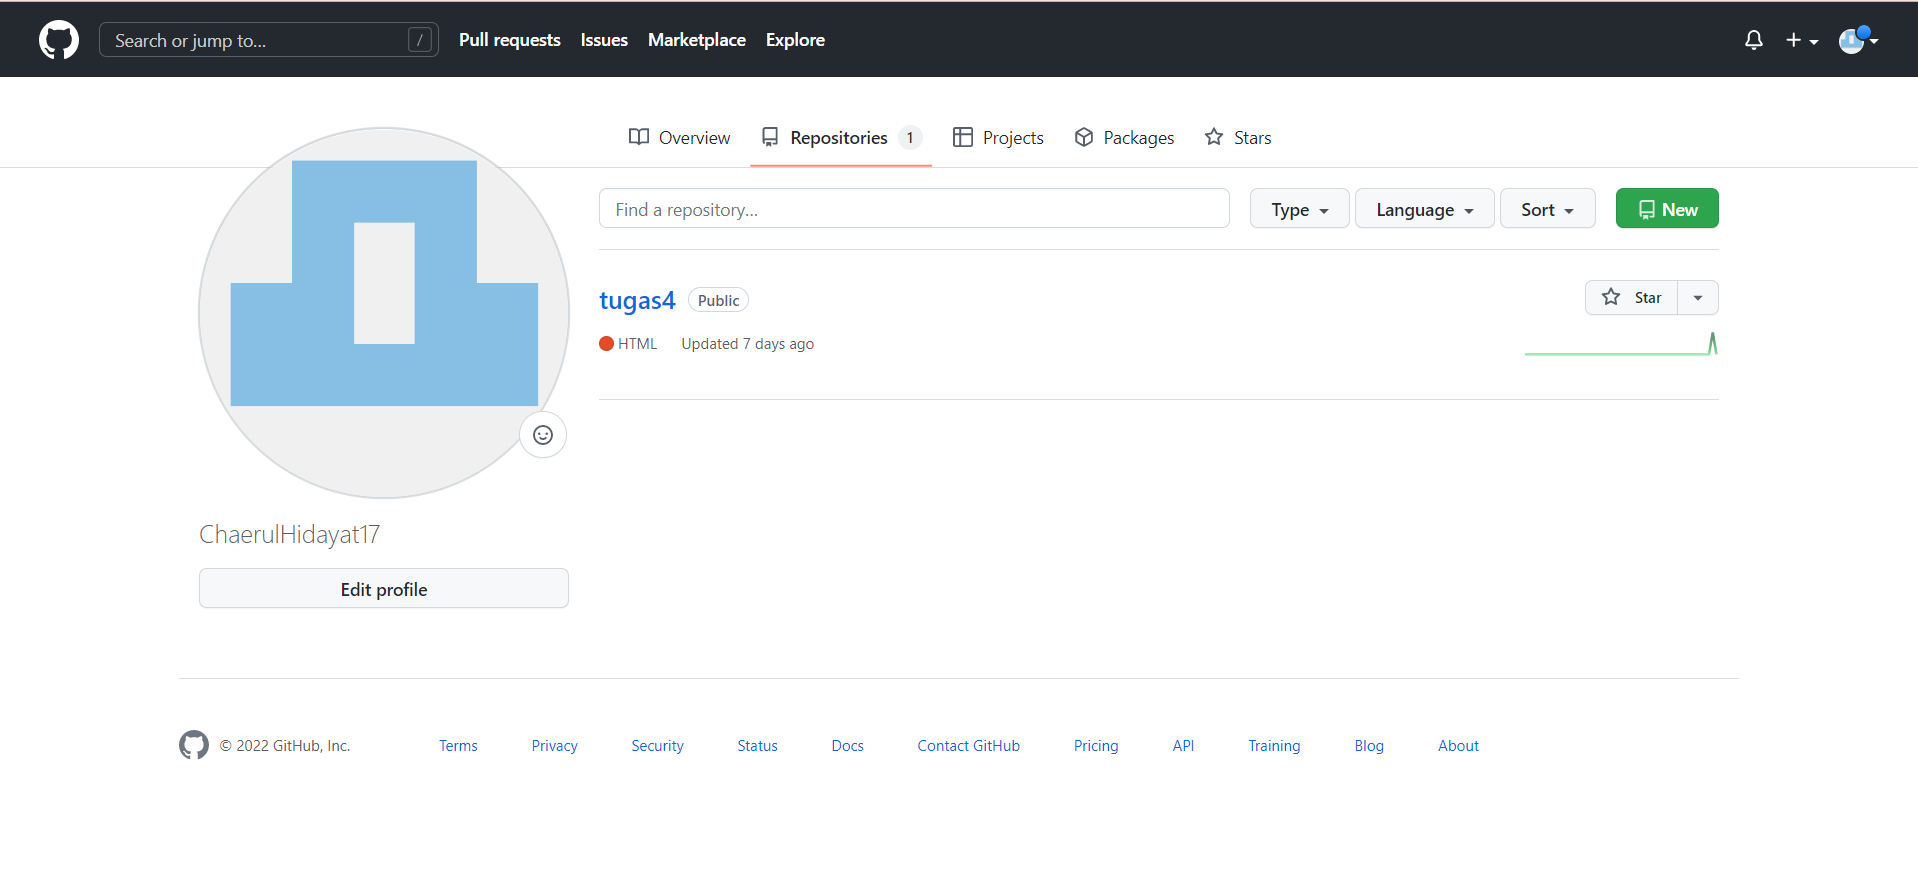 Search or jump to... /
Pull requests Issues Marketplace Explore
Overview Repositories 1 Projects Packages Stars
Find a repository... Type Language Sort New
tugas4 Public Star
HTML Updated 7 days ago
ChaerulHidayat17
Edit profile
© 2022 GitHub, Inc. Terms Privacy Security Status Docs Contact GitHub Pricing API Training Blog About